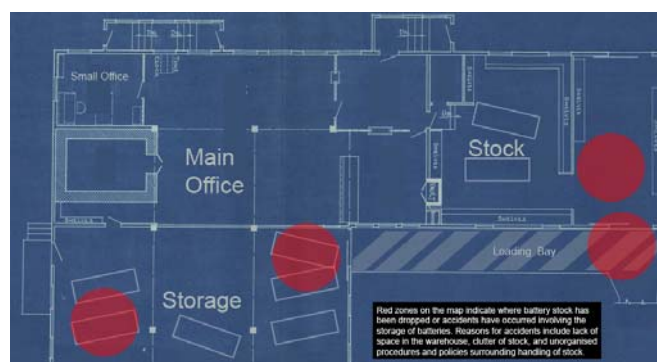 Small Office
Main
Office
Stock
Storage
Loading Bay
Shelves
Red zones on the map indicate where battery stock has
been dropped or accidents have occurred involving the
storage of batteries. Reasons for accidents include lack of
space in the warehouse, clutter of stock, and unorganised
procedures and policies surrounding handling of stock.